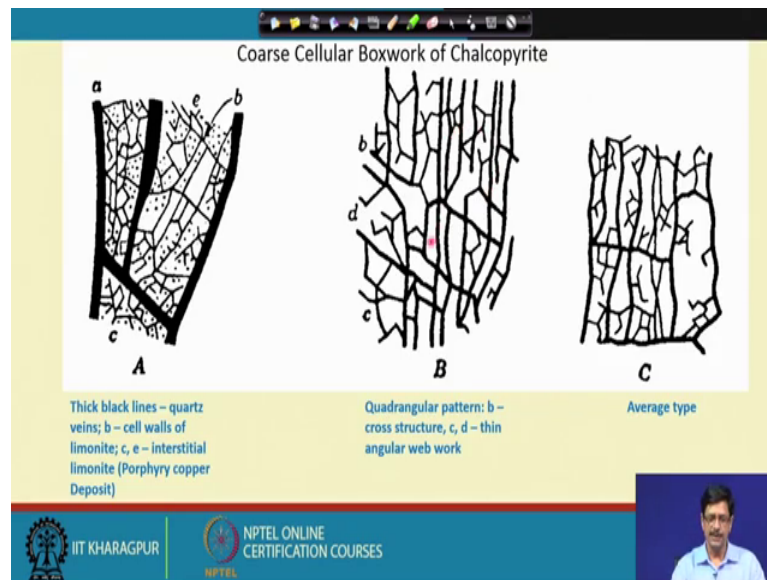 Coarse Cellular Boxwork of Chalcopyrite
a
e
b
c
A
b
d
c
B
C
Thick black lines – quartz
veins; b – cell walls of
limonite; c, e – interstitial
limonite (Porphyry copper
Deposit)
Quadrangular pattern: b –
cross structure, c, d – thin
angular web work
Average type
IIT KHARAGPUR
NPTEL
NPTEL ONLINE
CERTIFICATION COURSES